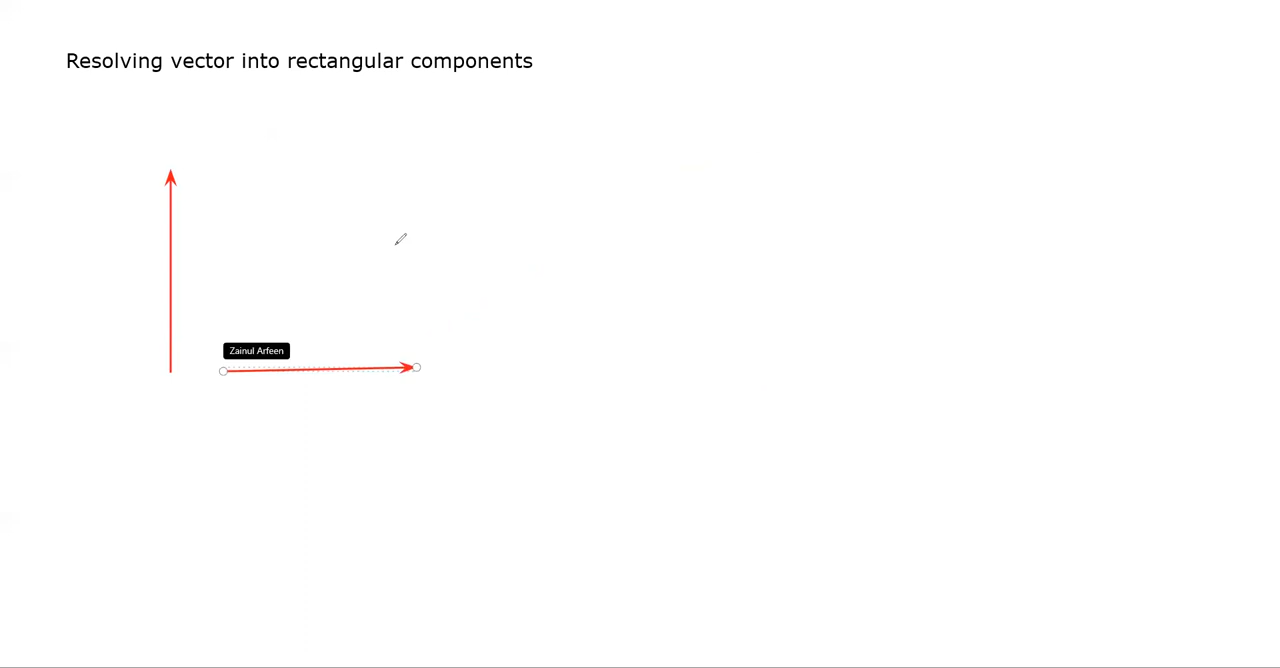 Resolving vector into rectangular components
Zainul Arfeen